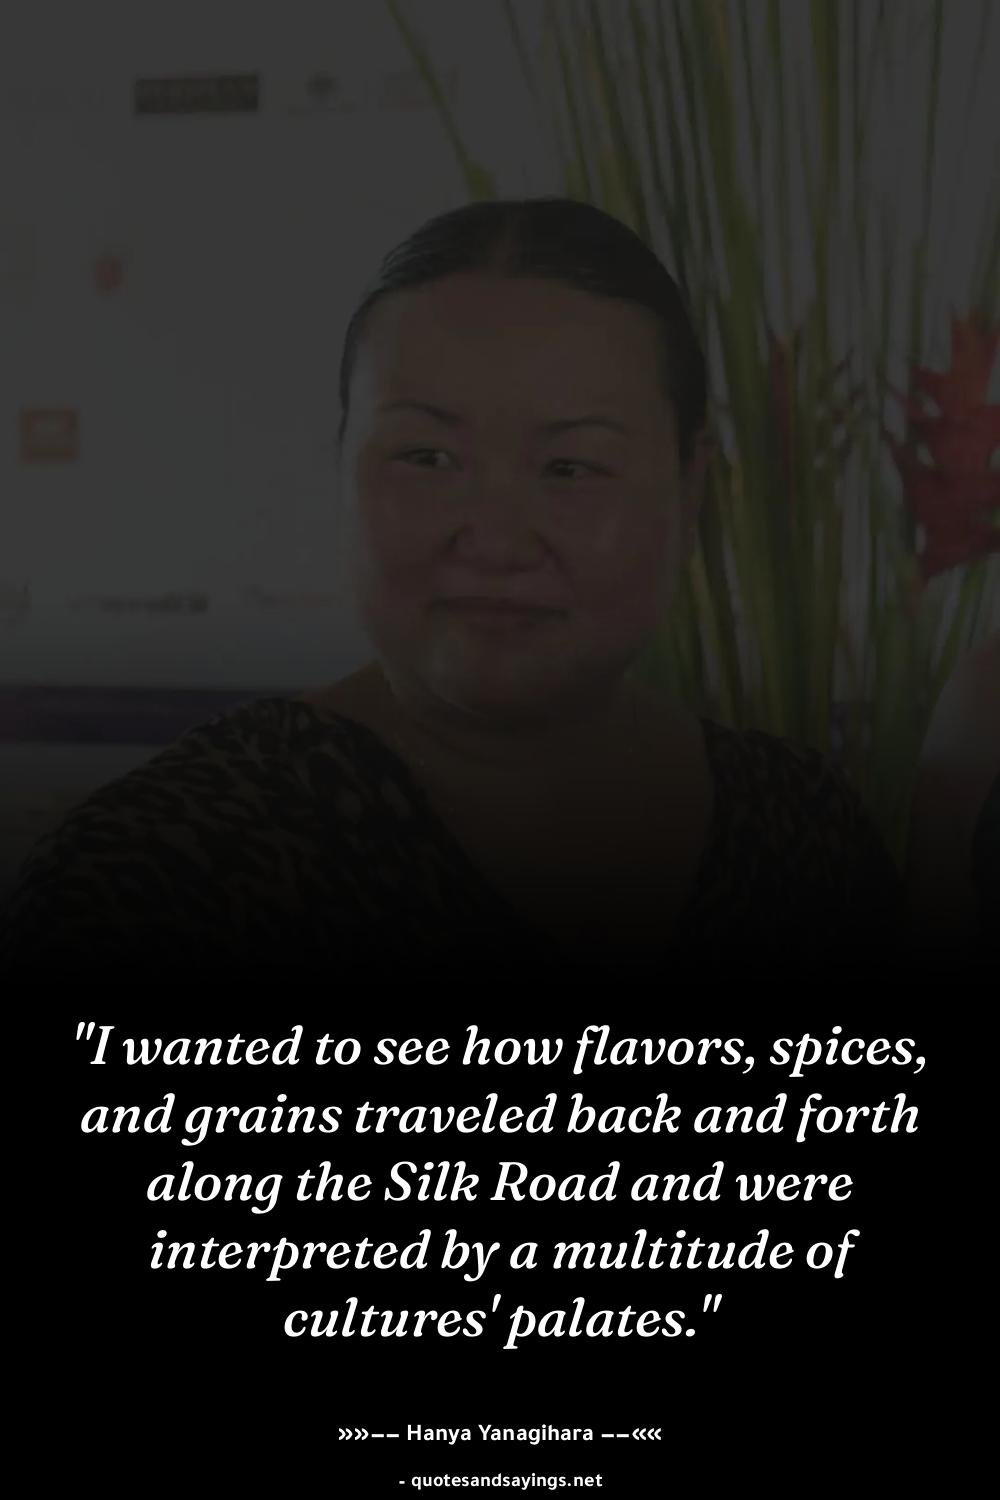 "I wanted to see how flavors, spices,
and grains traveled back and forth
along the Silk Road and were
interpreted by a multitude of
cultures' palates."
»»−− Hanya Yanagihara −−««
- quotesandsayings.net